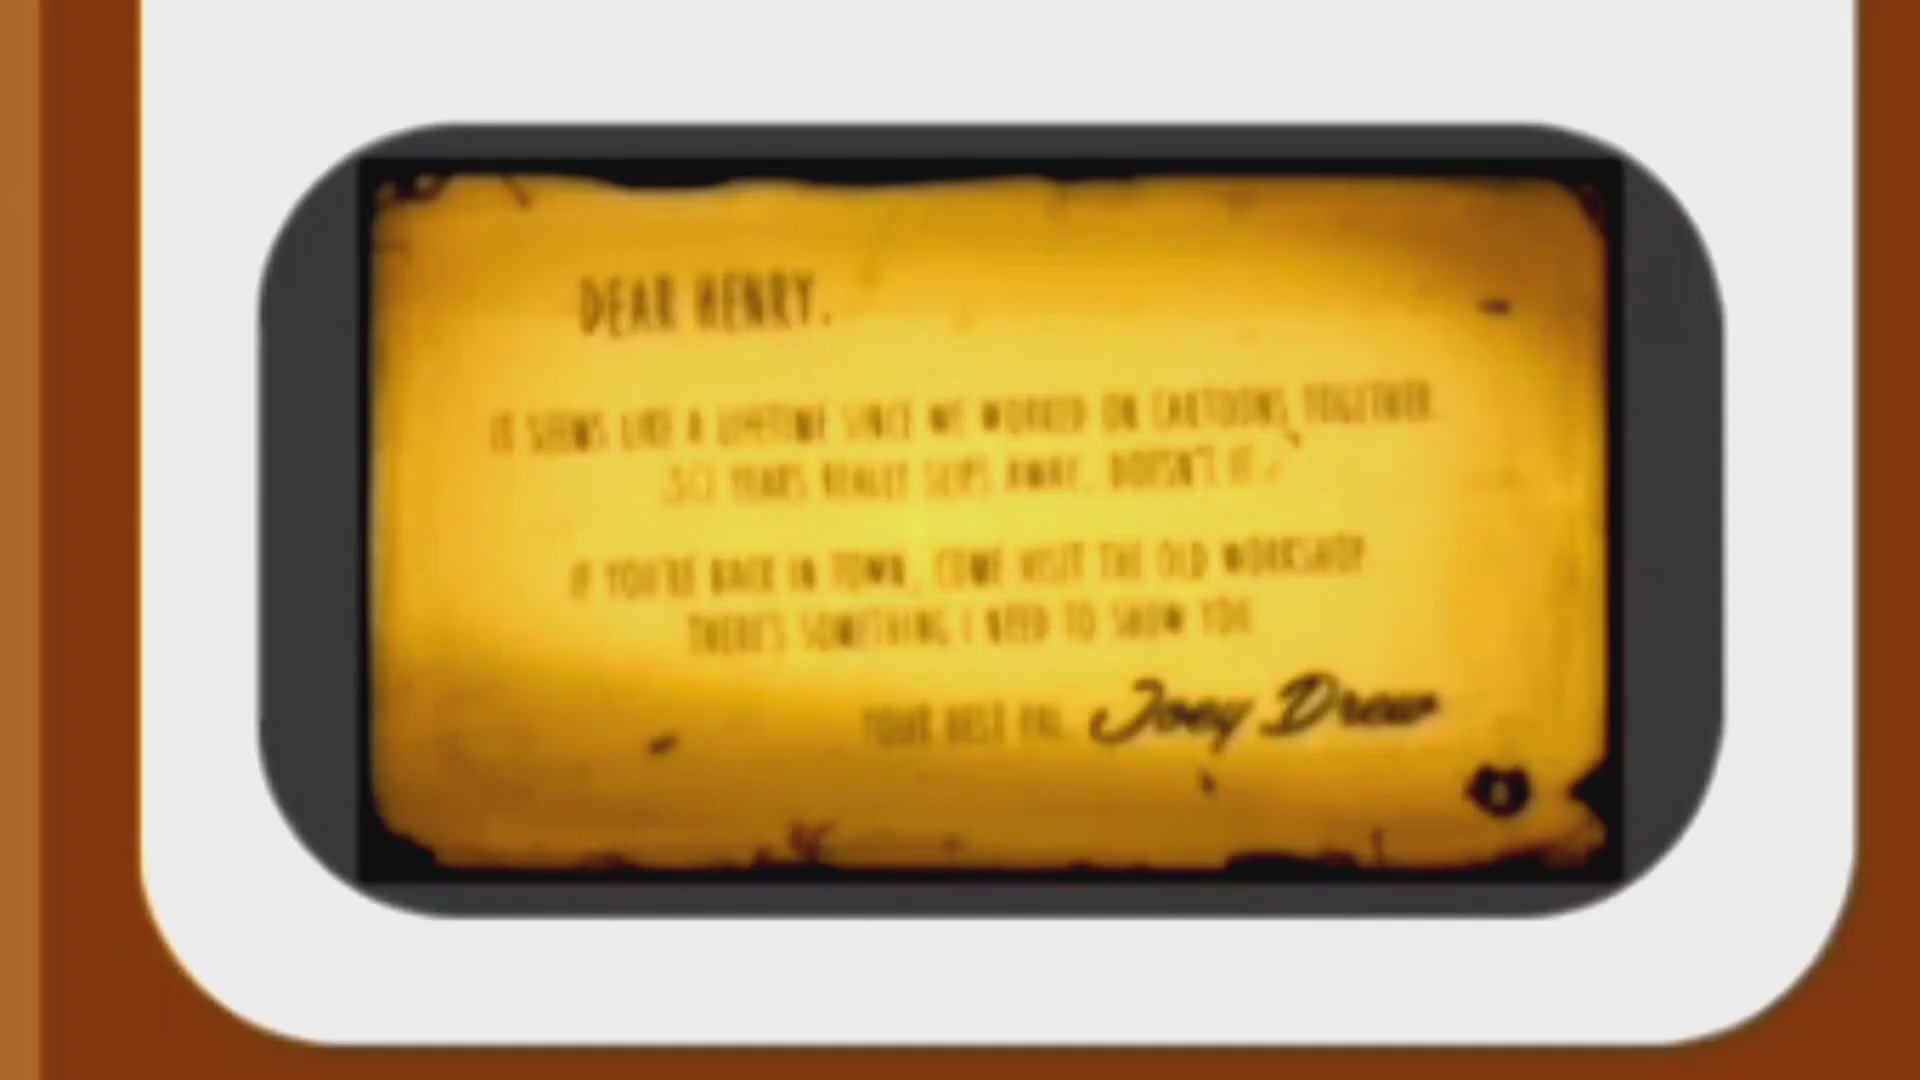 DEAR HENRY,
IT SEEMS LIKE A LIFETIME SINCE WE WORKED ON CARTOONS TOGETHER.
30 YEARS REALLY SLIPS AWAY, DOESN'T IT?
IF YOU'RE BACK IN TOWN, COME VISIT THE OLD WORKSHOP.
THERE'S SOMETHING I NEED TO SHOW YOU.
YOUR BEST PAL, Joey Drew